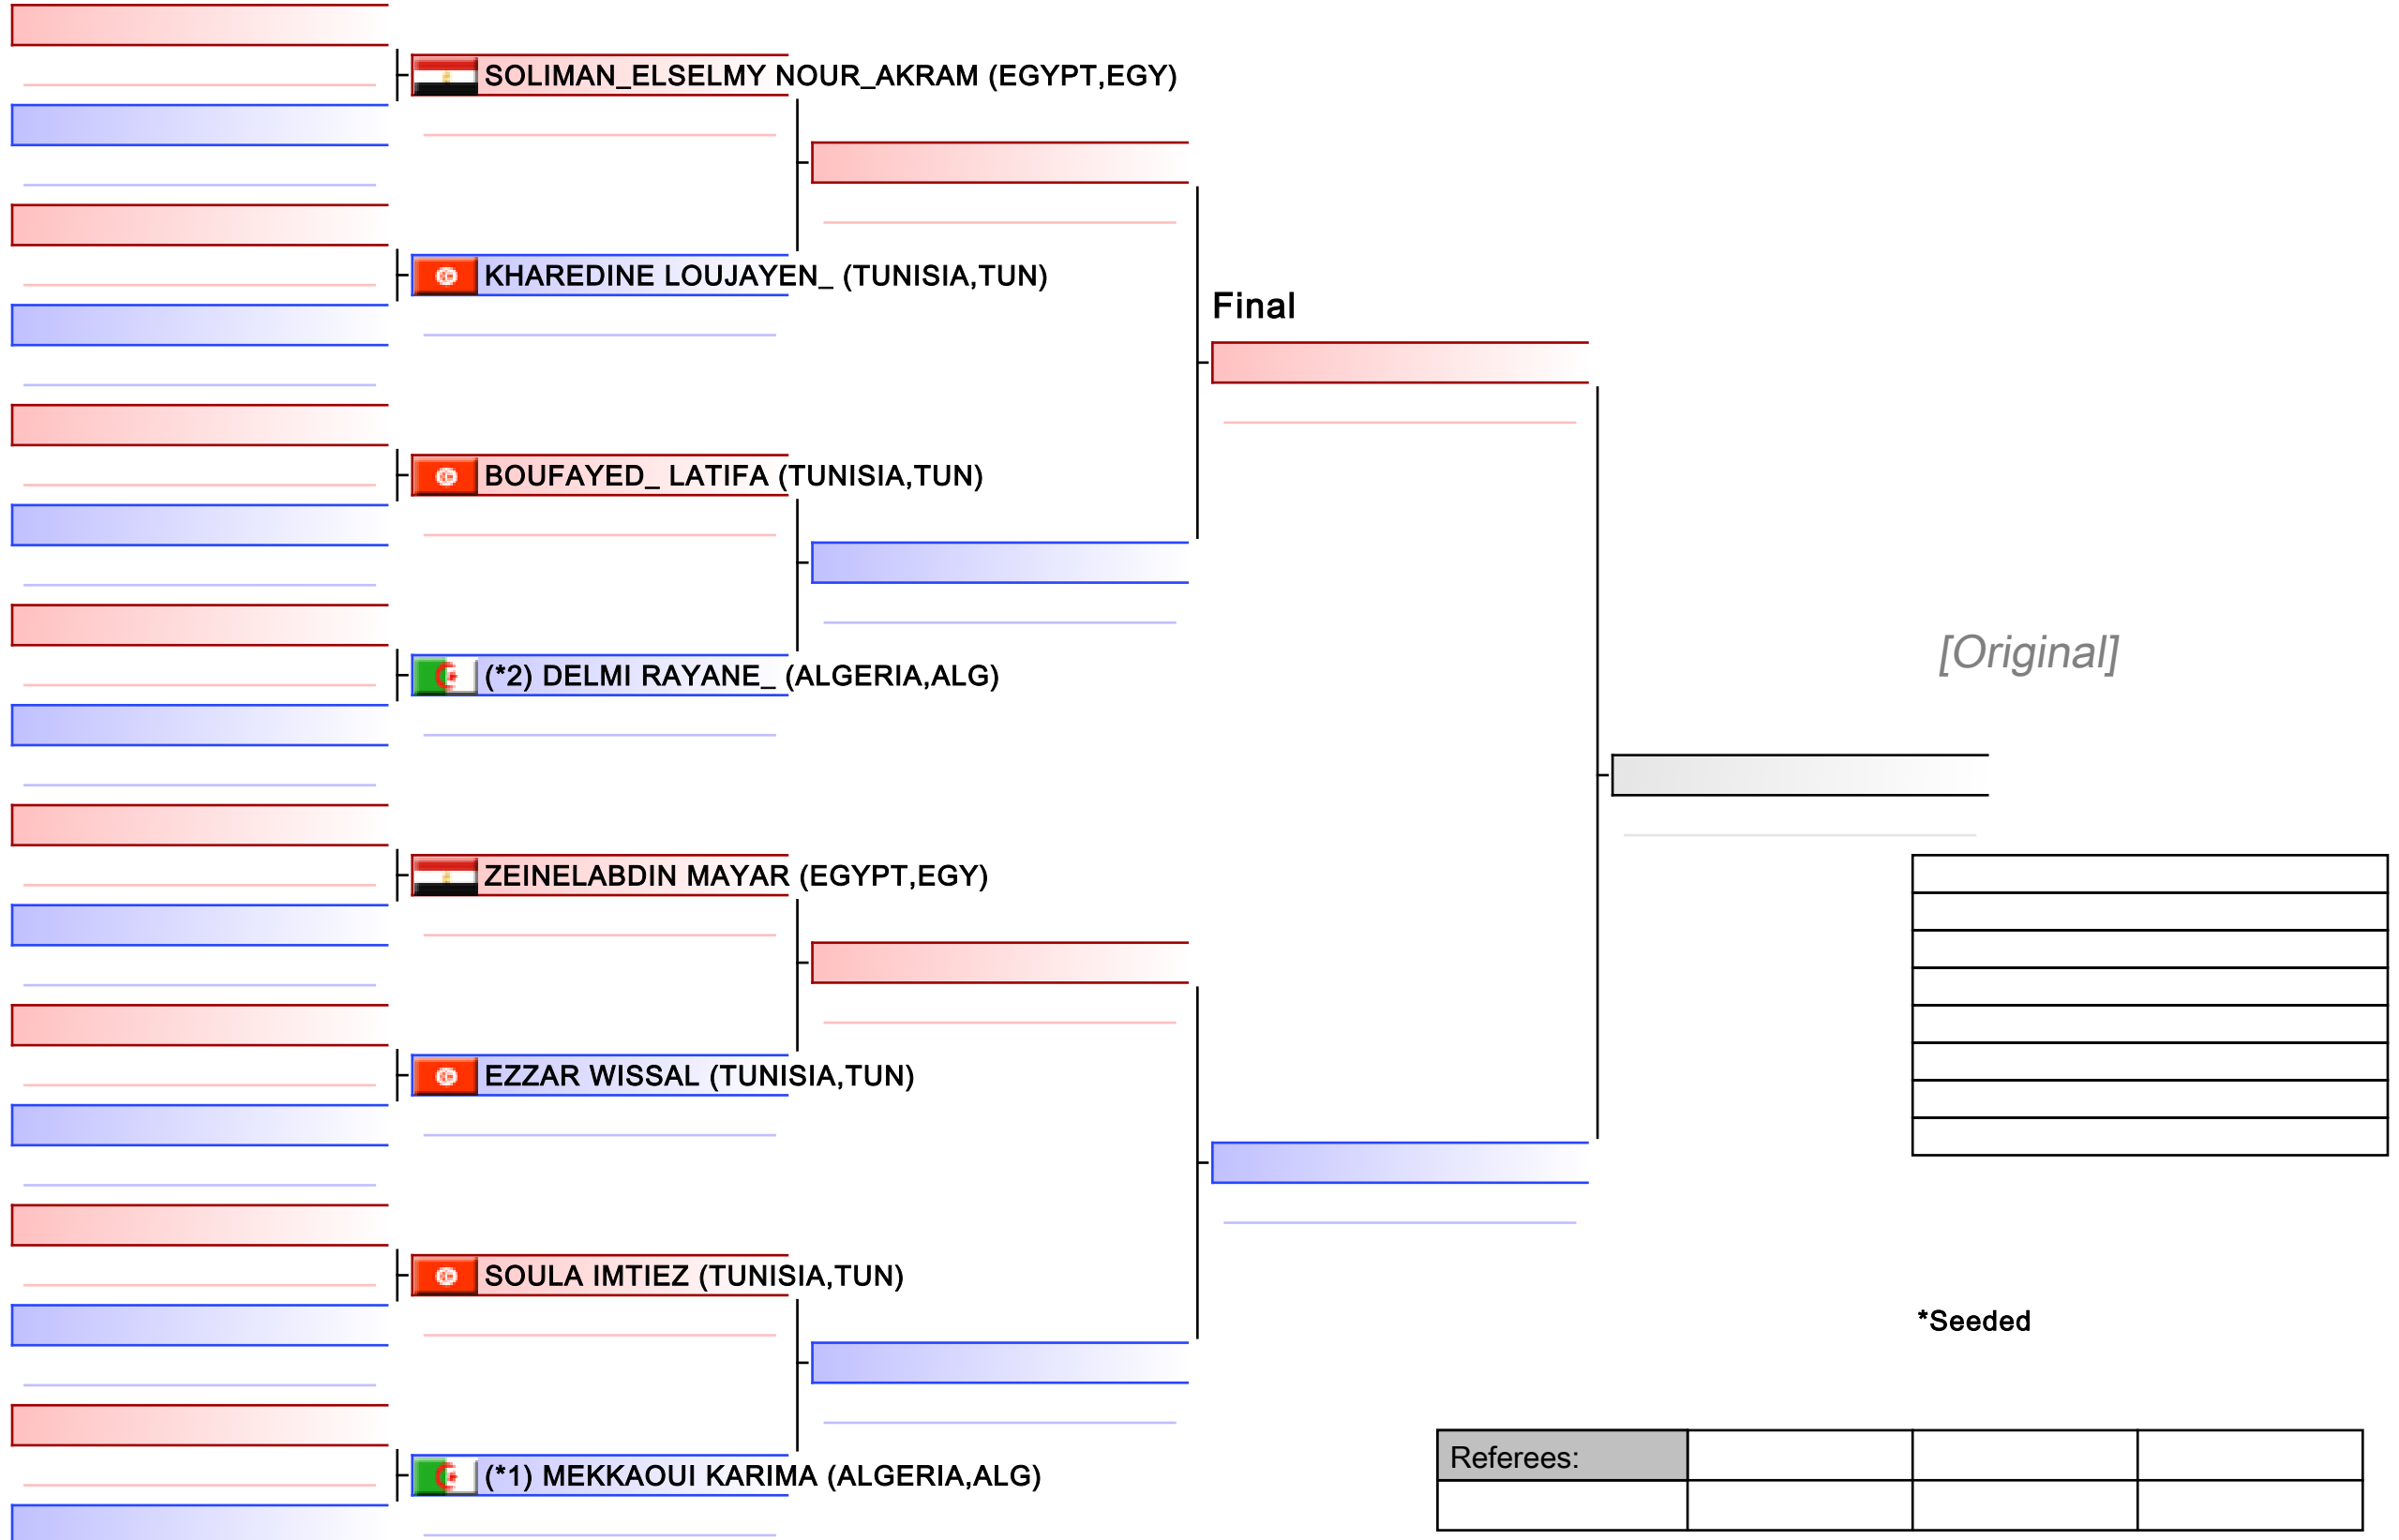 SOLIMAN_ELSELMY NOUR_AKRAM (EGYPT,EGY)
KHAREDINE LOUJAYEN_ (TUNISIA,TUN)
Final
BOUFAYED_ LATIFA (TUNISIA,TUN)
[Original]
(*2) DELMI RAYANE_ (ALGERIA,ALG)
ZEINELABDIN MAYAR (EGYPT,EGY)
EZZAR WISSAL (TUNISIA,TUN)
SOULA IMTIEZ (TUNISIA,TUN)
*Seeded
Referees:
(*1) MEKKAOUI KARIMA (ALGERIA,ALG)